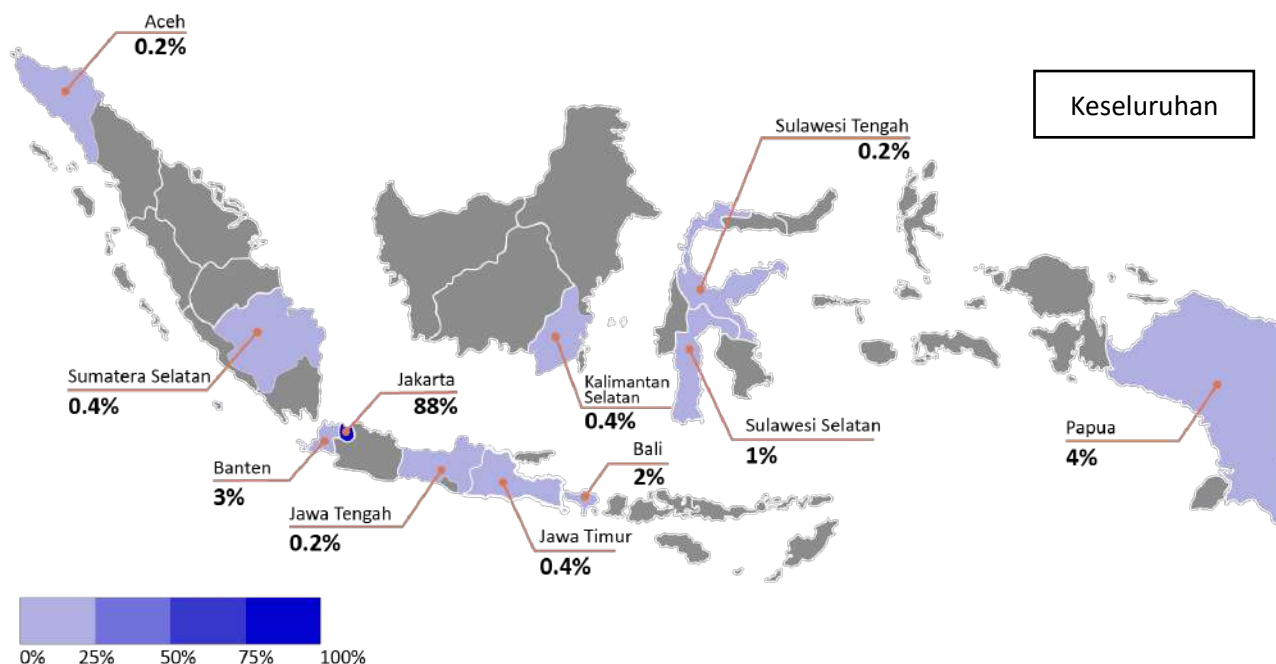 Aceh
0.2%
Keseluruhan
Sulawesi Tengah
0.2%
Sumatera Selatan
0.4%
Jakarta
88%
Kalimantan
Selatan
0.4%
Sulawesi Selatan
1%
Papua
4%
Banten
3%
Bali
2%
Jawa Tengah
0.2%
Jawa Timur
0.4%
0% 25% 50% 75% 100%